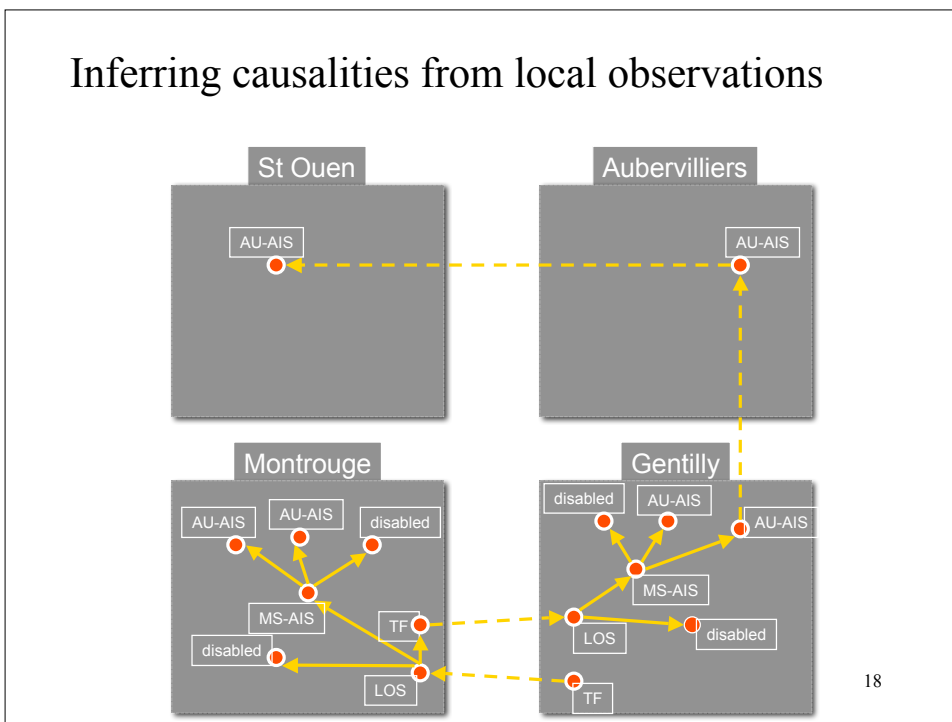 Inferring causalities from local observations
St Ouen
Aubervilliers
AU-AIS
AU-AIS
Montrouge
Gentilly
AU-AIS
AU-AIS
disabled
MS-AIS
TF
disabled
LOS
disabled
AU-AIS
AU-AIS
MS-AIS
LOS
disabled
TF
18